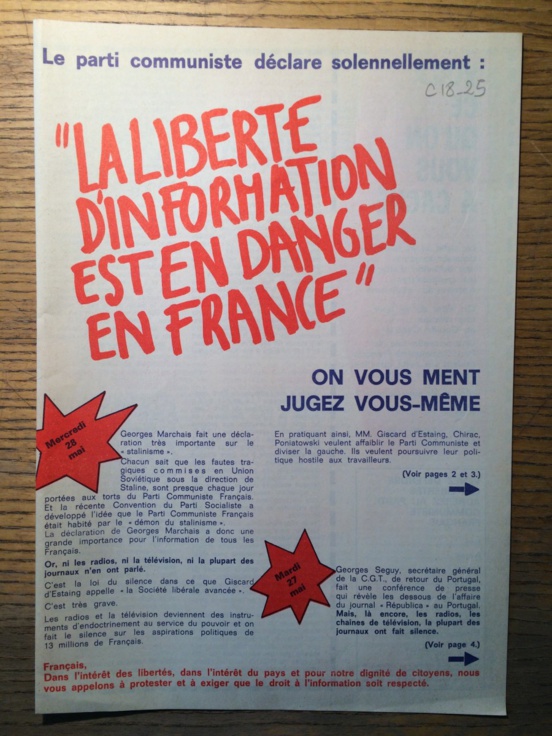 Le parti communiste déclare solennellement :
C18-25
"LA LIBERTE
D'INFORMATION
EST EN DANGER
EN FRANCE"
ON VOUS MENT
JUGEZ VOUS-MÊME
Mercredi
28
mai
Georges Marchais fait une décla-
ration très importante sur le
« stalinisme ».
Chacun sait que les fautes tra-
giques commises en Union
Soviétique sous la direction de
Staline, sont presque chaque jour
portées aux torts du Parti Communiste Français.
Et la récente Convention du Parti Socialiste a
développé l'idée que le Parti Communiste Français
était habité par le « démon du stalinisme ».
La déclaration de Georges Marchais a donc une
grande importance pour l'information de tous les
Français.
Or, ni les radios, ni la télévision, ni la plupart des
journaux n'en ont parlé.
C'est la loi du silence dans ce que Giscard
d'Estaing appelle « la Société libérale avancée ».
C'est très grave.
Les radios et la télévision deviennent des instru-
ments d'endoctrinement au service du pouvoir et on
fait le silence sur les aspirations politiques de
13 millions de Français.
En pratiquant ainsi, MM. Giscard d'Estaing, Chirac,
Poniatowski veulent affaiblir le Parti Communiste et
diviser la gauche. Ils veulent poursuivre leur poli-
tique hostile aux travailleurs.
(Voir pages 2 et 3.)
Mardi
27
mai
Georges Seguy, secrétaire général
de la C.G.T., de retour du Portugal,
fait une conférence de presse
qui révèle les dessous de l'affaire
du journal « Républica » au Portugal.
Mais, là encore, les radios, les
chaînes de télévision, la plupart des
journaux ont fait silence.
(Voir page 4.)
Français,
Dans l'intérêt des libertés, dans l'intérêt du pays et pour notre dignité de citoyens, nous
vous appelons à protester et à exiger que le droit à l'information soit respecté.